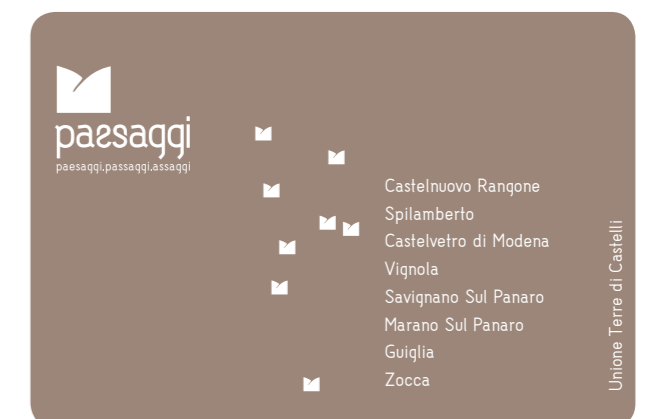 paesaggi
paesaggi,passaggi,assaggi
Castelnuovo Rangone
Spilamberto
Castelvetro di Modena
Vignola
Savignano Sul Panaro
Marano Sul Panaro
Guiglia
Zocca
Unione Terre di Castelli